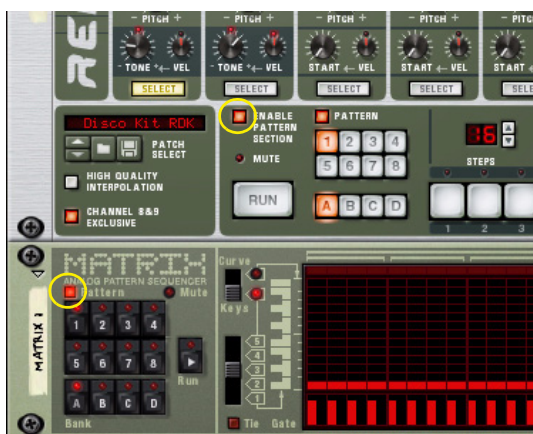 - PITCH +
- PITCH +
- PITCH +
- PITCH +
- PITC
RE
- TONE +← VEL
- TONE +← VEL
START ← VEL
START ← VEL
START
SELECT
SELECT
SELECT
SELECT
SELE
Disco Kit RDK
PATCH
SELECT
HIGH QUALITY
INTERPOLATION
CHANNEL 8&9
EXCLUSIVE
ENABLE
PATTERN
SECTION
MUTE
RUN
PATTERN
1 2 3 4
5 6 7 8
A B C D
16
STEPS
1 2 3
MATRIX
ANALOG PATTERN SEQUENCER
Pattern
Mute
1 2 3 4
5 6 7 8
Run
A B C D
Bank
MATRIX 1
Curve
Keys
5
4
3
2
1
Tie Gate